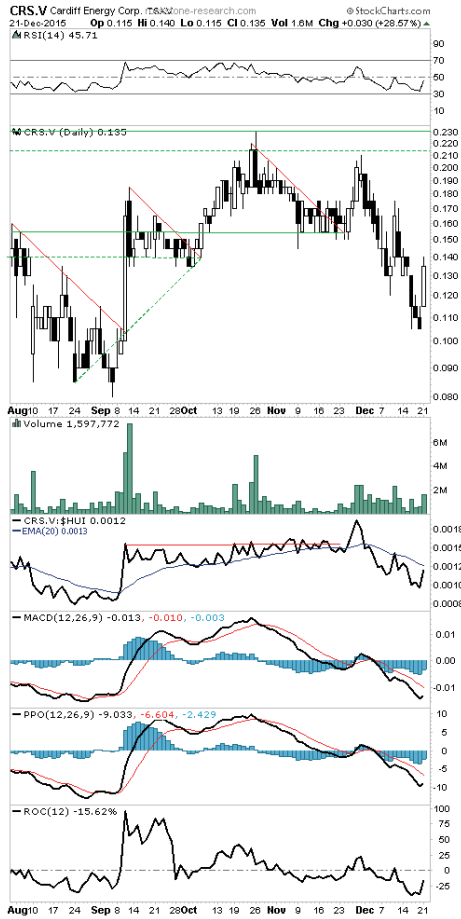 CRS.V Cardiff Energy Corp. © StockCharts.com
21-Dec-2015 Op 0.115 Hi 0.140 Lo 0.115 Cl 0.135 Vol 1.6M Chg +0.030 (+28.57%)
RSI(14) 45.71
90
70
50
30
10
CRS.V (Daily) 0.135
0.230
0.220
0.210
0.200
0.190
0.180
0.170
0.160
0.150
0.140
0.130
0.120
0.110
0.100
0.090
0.080
Aug 10 17 24 Sep 8 14 21 28 Oct 13 19 26 Nov 9 16 23 Dec 7 14 21
Volume 1,597,772
6M
4M
2M
CRS.V:$HUI 0.0012
EMA(20) 0.0013
0.0018
0.0015
0.0012
0.0010
0.0008
MACD(12,26,9) -0.013, -0.010, -0.003
0.01
0.00
-0.01
PPO(12,26,9) -9.033, -6.604, -2.429
10
5
0
-5
-10
ROC(12) -15.62%
100
75
50
25
0
-25
Aug 10 17 24 Sep 8 14 21 28 Oct 13 19 26 Nov 9 16 23 Dec 7 14 21